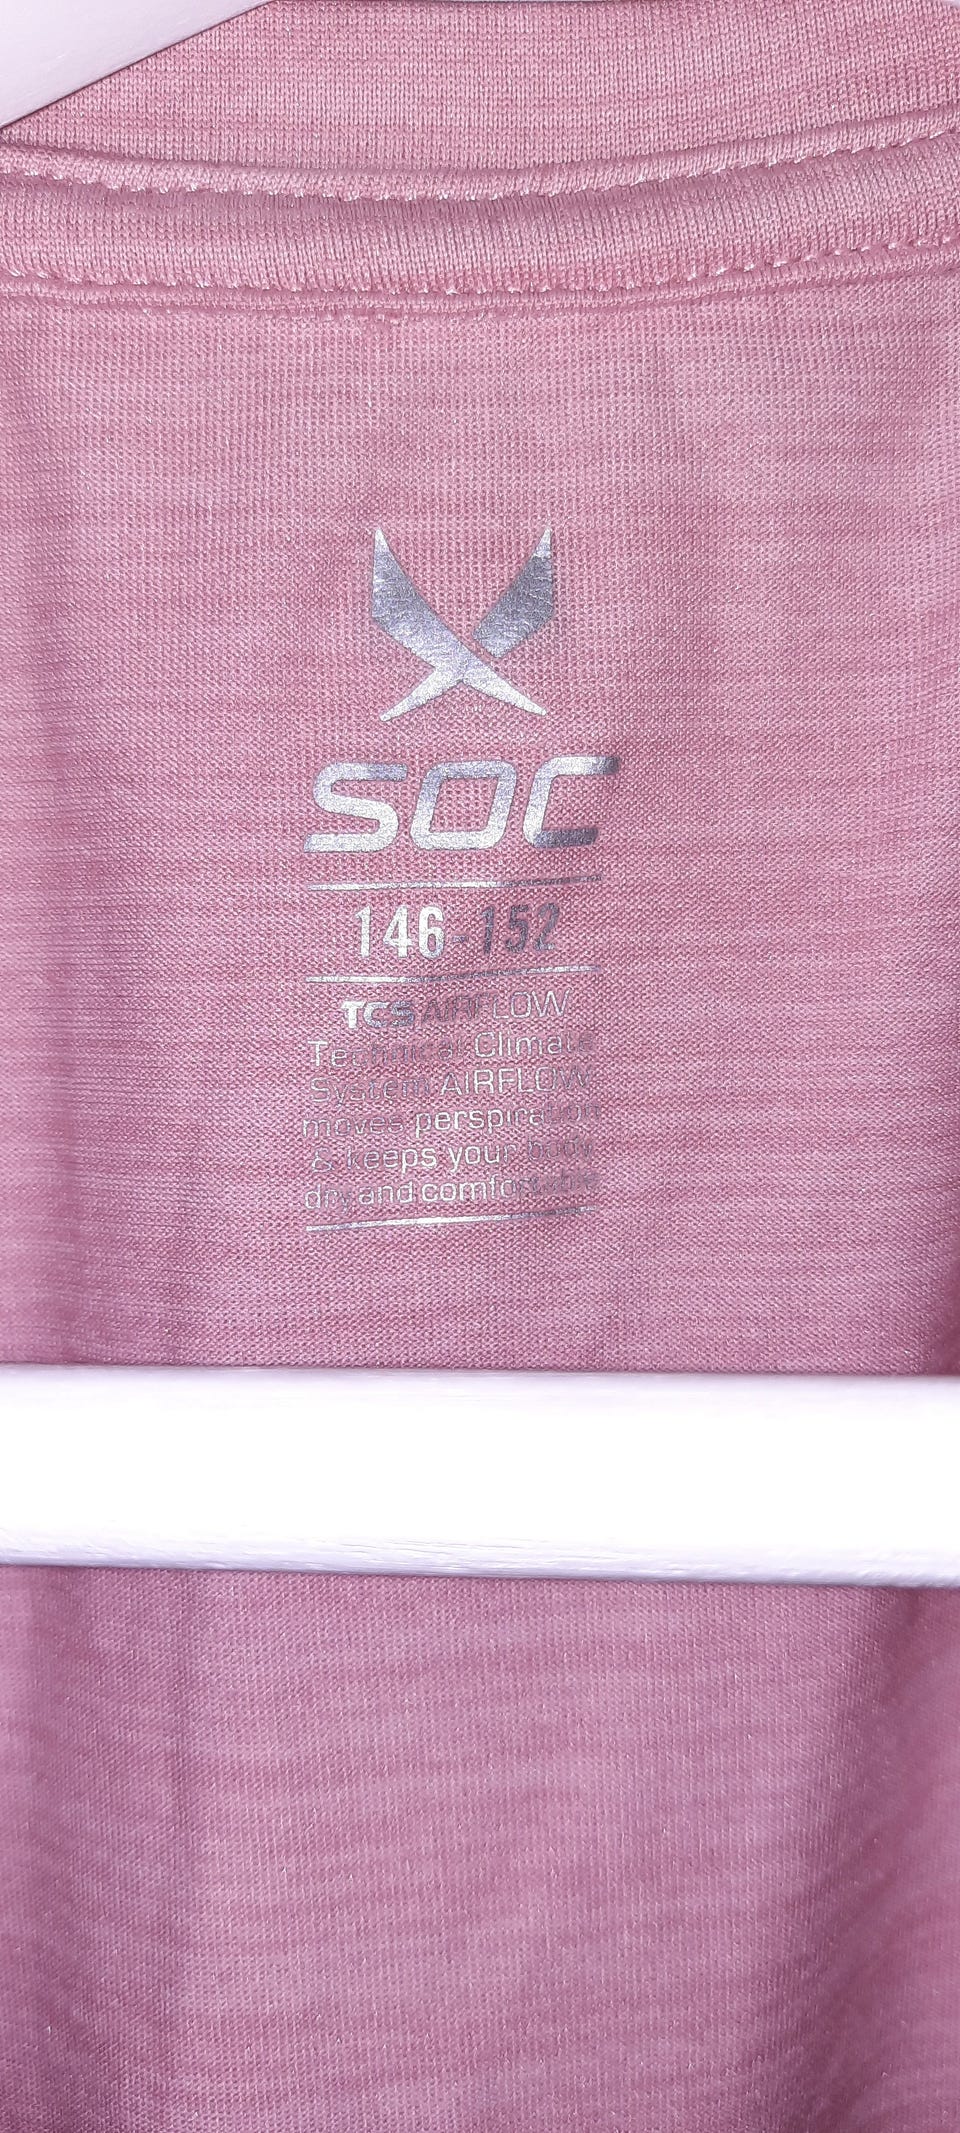 SOC
146-152
TCS AIRFLOW
Technical Climate
System AIRFLOW
moves perspiration
& keeps your body
dry and comfortable